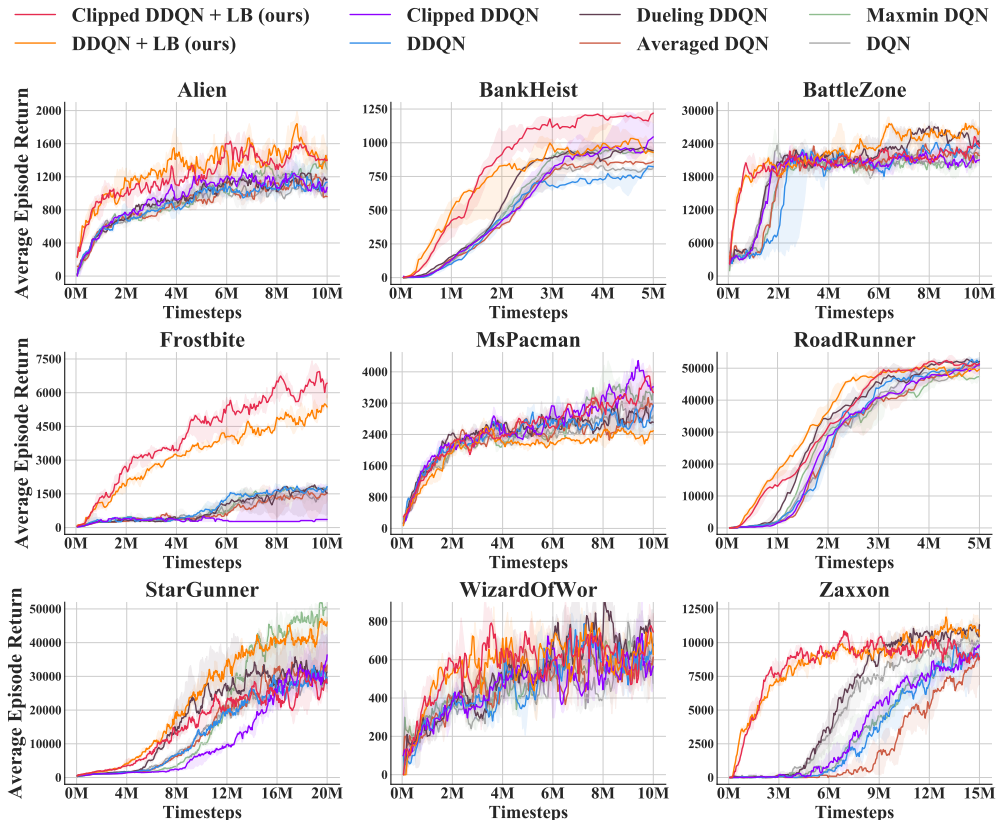 Clipped DDQN + LB (ours) Clipped DDQN Dueling DDQN Maxmin DQN
DDQN + LB (ours) DDQN Averaged DQN DQN
Alien BankHeist BattleZone
Average Episode Return
2000 1600 1200 800 400 0
0M 2M 4M 6M 8M 10M
Timesteps
1250 1000 750 500 250 0
0M 1M 2M 3M 4M 5M
Timesteps
30000 24000 18000 12000 6000 0
0M 2M 4M 6M 8M 10M
Timesteps
Frostbite MsPacman RoadRunner
Average Episode Return
7500 6000 4500 3000 1500 0
0M 2M 4M 6M 8M 10M
Timesteps
4000 3200 2400 1600 800 0
0M 2M 4M 6M 8M 10M
Timesteps
50000 40000 30000 20000 10000 0
0M 1M 2M 3M 4M 5M
Timesteps
StarGunner WizardOfWor Zaxxon
Average Episode Return
50000 40000 30000 20000 10000 0
0M 4M 8M 12M 16M 20M
Timesteps
800 600 400 200 0
0M 2M 4M 6M 8M 10M
Timesteps
12500 10000 7500 5000 2500 0
0M 3M 6M 9M 12M 15M
Timesteps